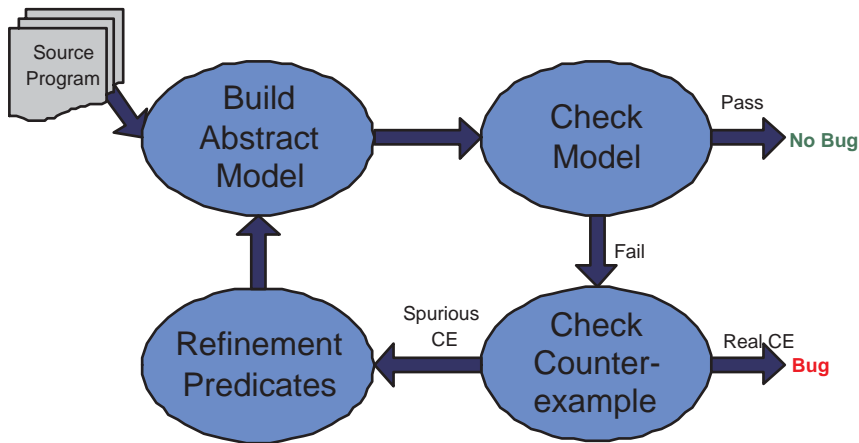 Source
Program
Build
Abstract
Model
Check
Model
Pass
No Bug
Fail
Check
Counter-
example
Real CE
Bug
Spurious
CE
Refinement
Predicates